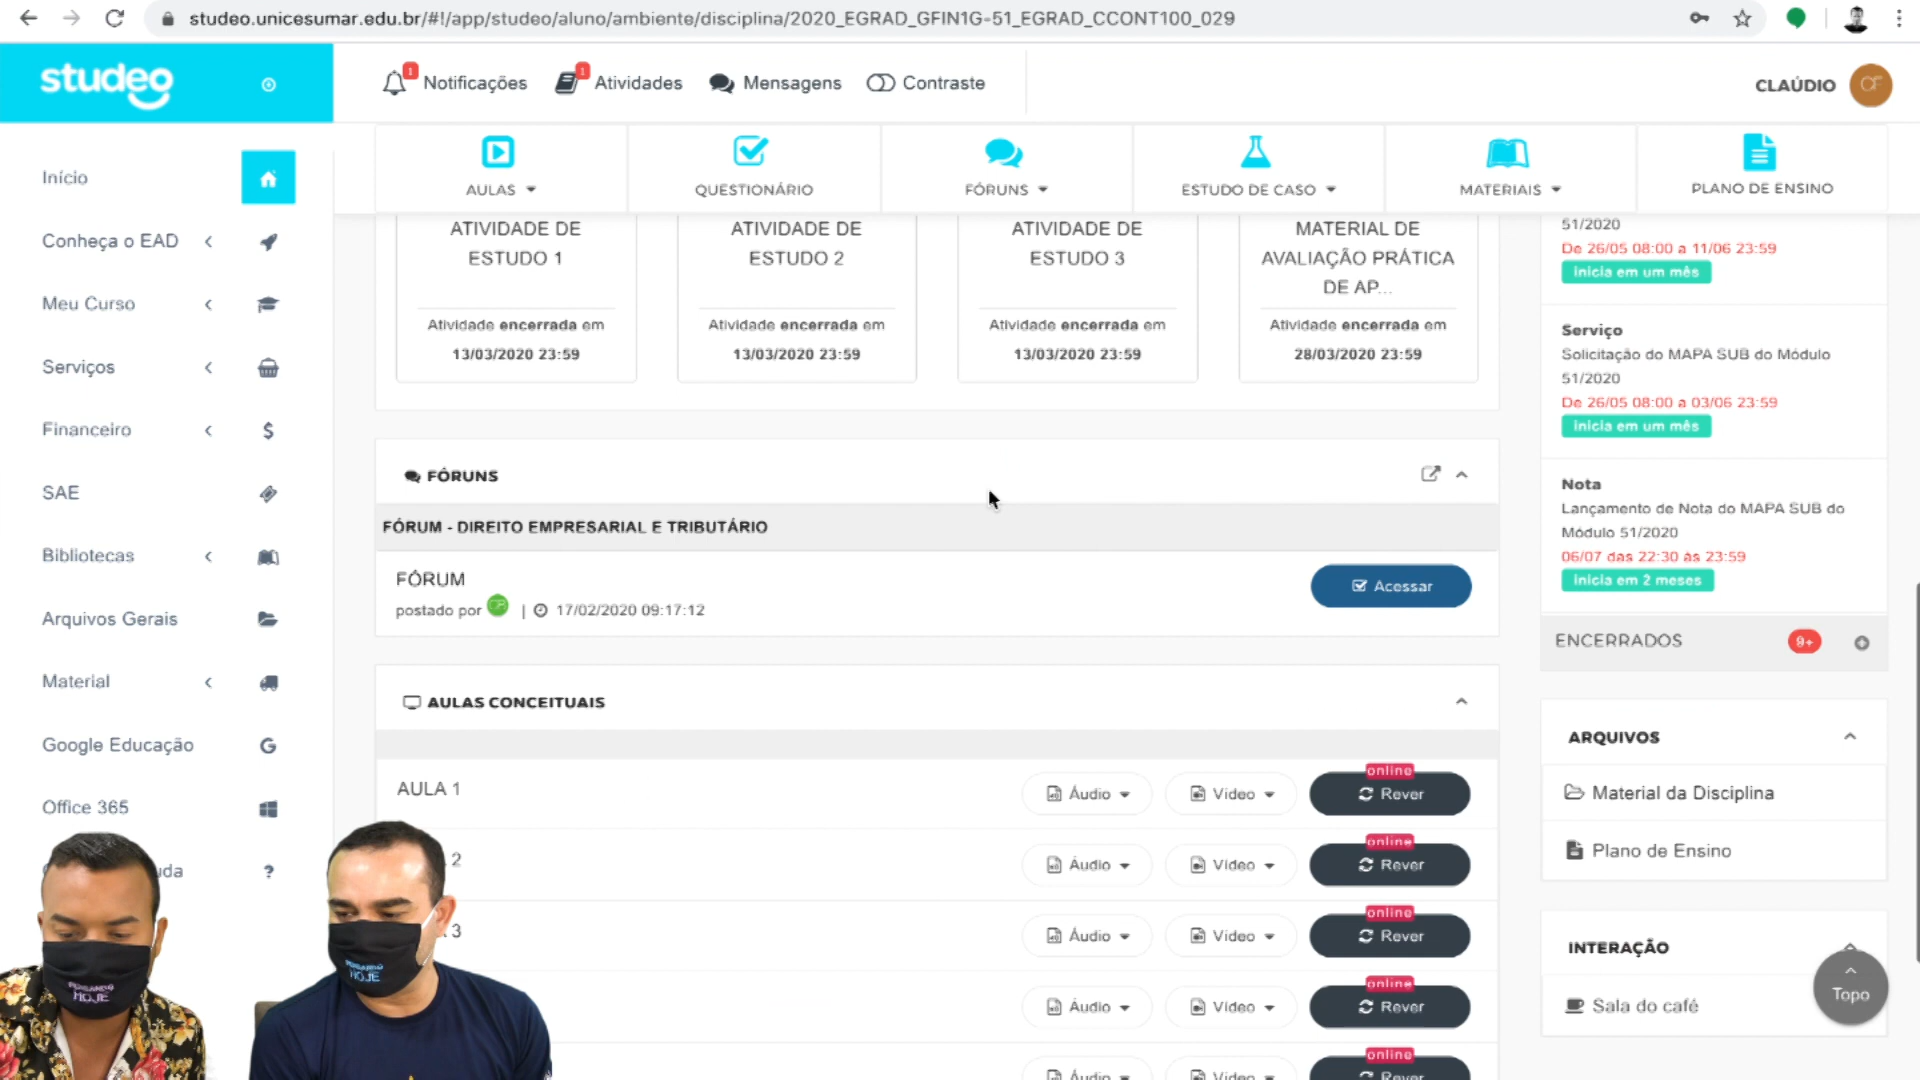 studeo.unicesumar.edu.br/#!/app/studeo/aluno/ambiente/disciplina/2020_EGRAD_GFIN1G-51_EGRAD_CCONT100_029
studeo
1
Notificações
1
Atividades
Mensagens
Contraste
CLAÚDIO
CF
AULAS
QUESTIONÁRIO
FÓRUNS
ESTUDO DE CASO
MATERIAIS
PLANO DE ENSINO
Início
Conheça o EAD
Meu Curso
Serviços
Financeiro
SAE
Bibliotecas
Arquivos Gerais
Material
Google Educação
Office 365
uda
ATIVIDADE DE
ESTUDO 1
Atividade encerrada em
13/03/2020 23:59
ATIVIDADE DE
ESTUDO 2
Atividade encerrada em
13/03/2020 23:59
ATIVIDADE DE
ESTUDO 3
Atividade encerrada em
13/03/2020 23:59
MATERIAL DE
AVALIAÇÃO PRÁTICA
DE AP...
Atividade encerrada em
28/03/2020 23:59
FÓRUNS
FÓRUM - DIREITO EMPRESARIAL E TRIBUTÁRIO
FÓRUM
postado por | 17/02/2020 09:17:12
Acessar
AULAS CONCEITUAIS
AULA 1
Áudio
Vídeo
online
Rever
2
Áudio
Vídeo
online
Rever
3
Áudio
Vídeo
online
Rever
Áudio
Vídeo
online
Rever
Áudio
Vídeo
online
Rever
51/2020
De 26/05 08:00 a 11/06 23:59
Inicia em um mês
Serviço
Solicitação do MAPA SUB do Módulo
51/2020
De 26/05 08:00 a 03/06 23:59
Inicia em um mês
Nota
Lançamento de Nota do MAPA SUB do
Módulo 51/2020
06/07 das 22:30 às 23:59
Inicia em 2 meses
ENCERRADOS
9+
ARQUIVOS
Material da Disciplina
Plano de Ensino
INTERAÇÃO
Sala do café
Topo
HOJE
HOJE